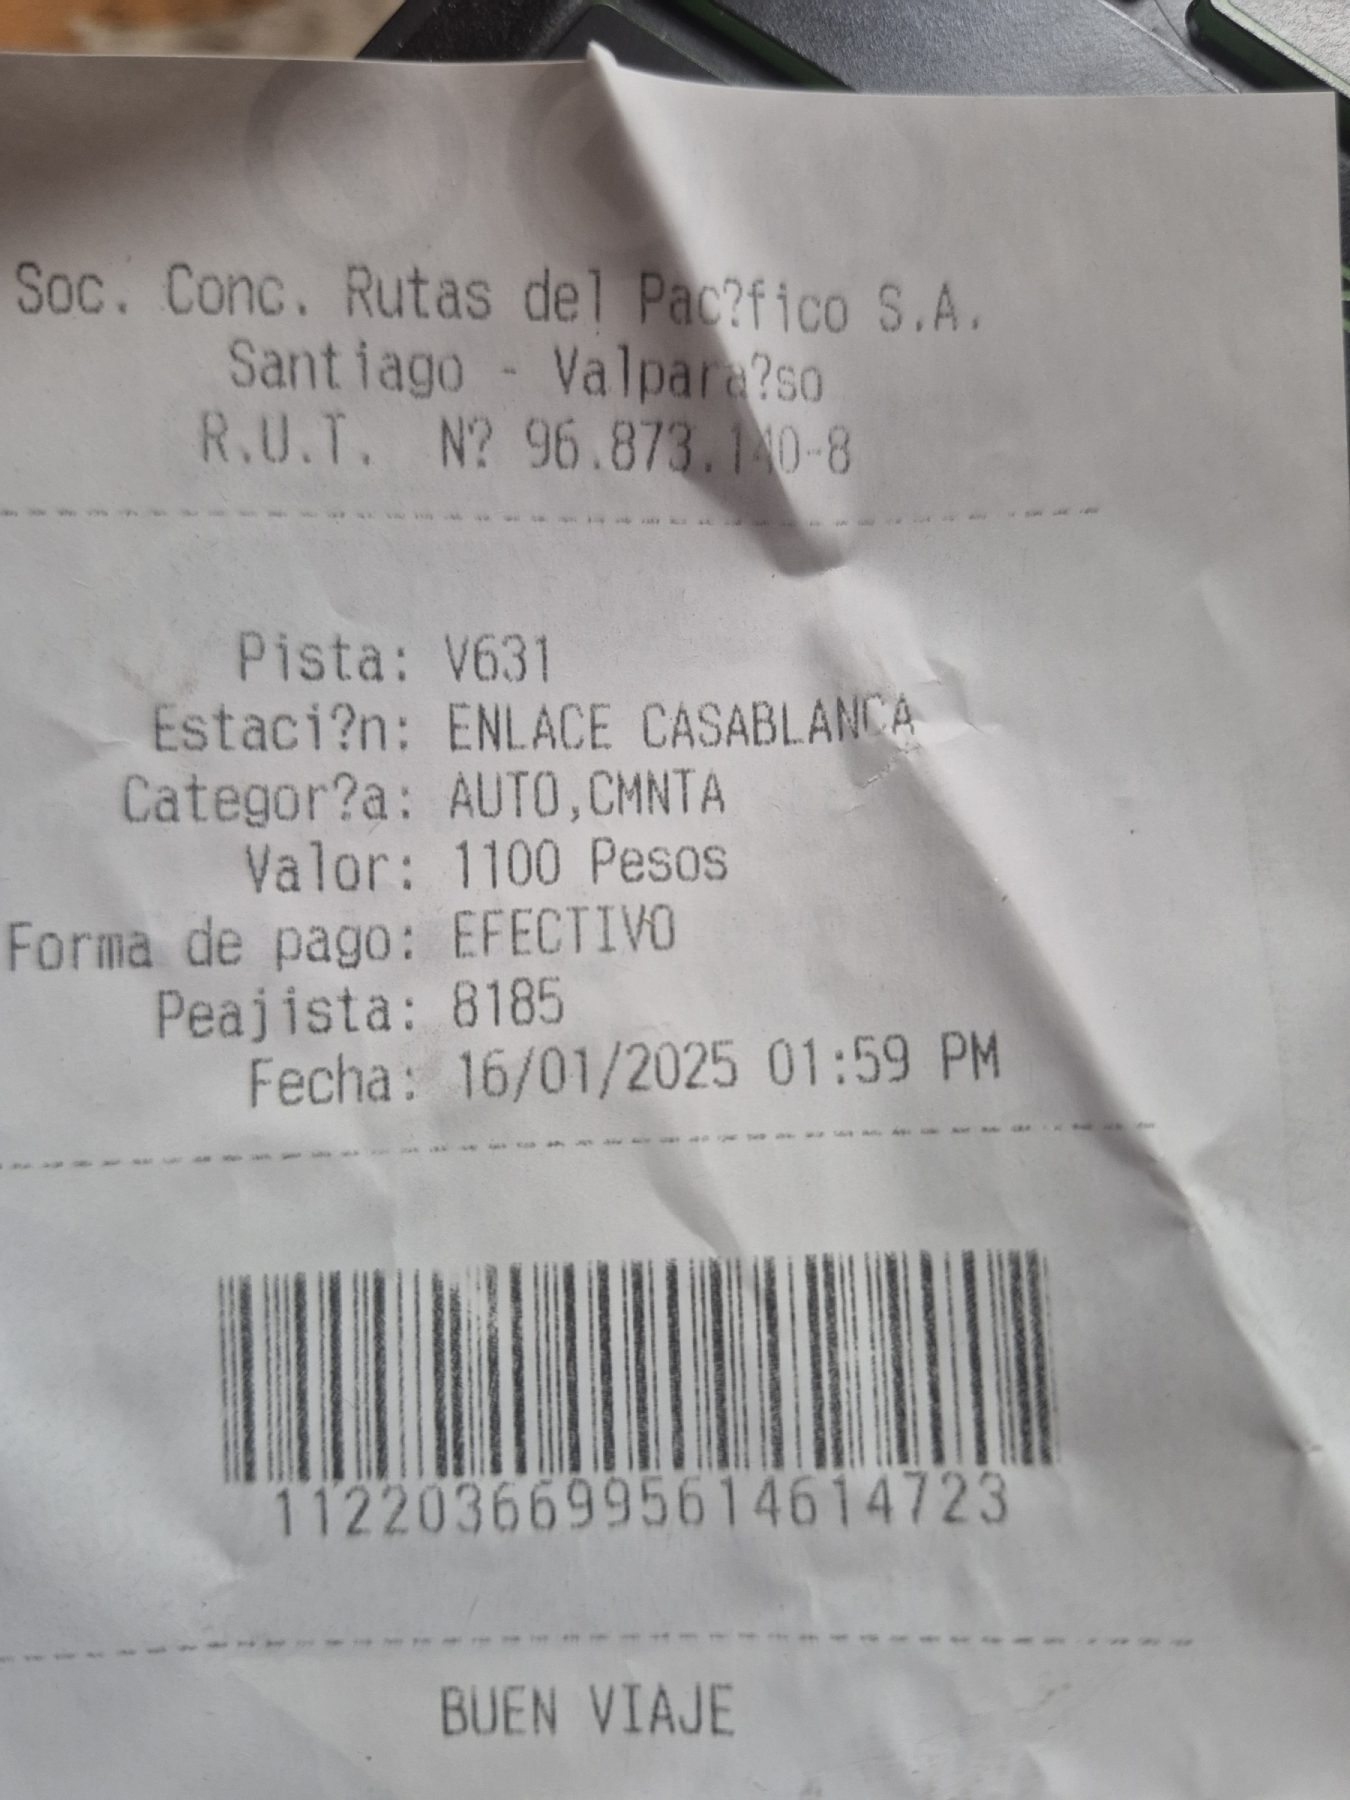 Soc. Conc. Rutas del Pac?fico S.A.
Santiago - Valpara?so
R.U.T. N? 96.873.140-8
Pista: V631
Estaci?n: ENLACE CASABLANCA
Categor?a: AUTO,CMNTA
Valor: 1100 Pesos
Forma de pago: EFECTIVO
Peajista: 8185
Fecha: 16/01/2025 01:59 PM
11220366995614614723
BUEN VIAJE